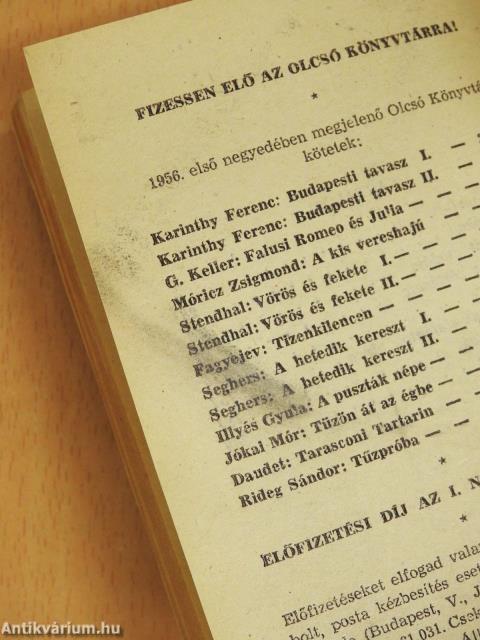 FIZESSEN ELŐ AZ OLCSÓ KÖNYVTÁRRA!
*
1956. első negyedében megjelenő Olcsó
kötetek:
Karinthy Ferenc: Budapesti tavasz I. —
Karinthy Ferenc: Budapesti tavasz II. —
G. Keller: Falusi Romeo és Julia — —
Móricz Zsigmond: A kis vereshajú —
Stendhal: Vörös és fekete I. — — —
Stendhal: Vörös és fekete II. — — —
Fagyejev: Tizenkilencen — — —
Seghers: A hetedik kereszt I. — —
Seghers: A hetedik kereszt II. — —
Illyés Gyula: A puszták népe — —
Jókai Mór: Tűzön át az égbe — —
Daudet: Tarasconi Tartarin — —
Rideg Sándor: Tűzpróba — — —
*
ELŐFIZETÉSI DÍJ AZ I.
*
Előfizetéseket elfogad
bolt, posta kézbesítés
(Budapest, V.,
031.
Antikvárium.hu